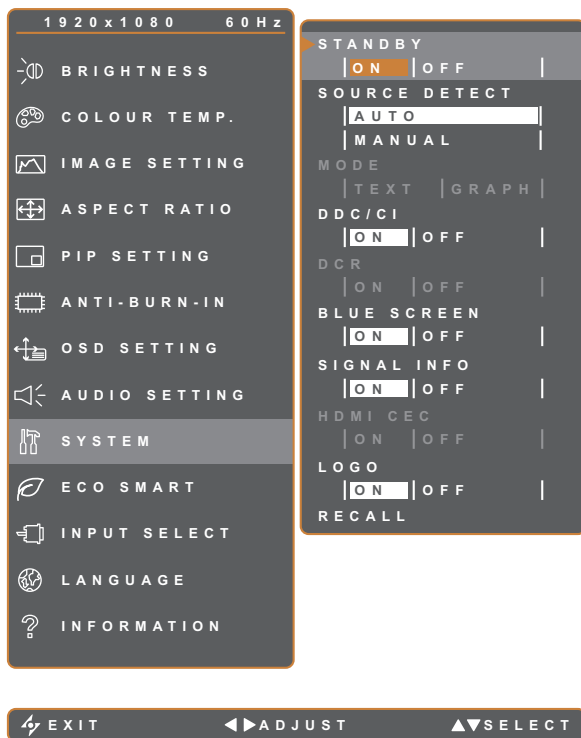 1920x1080 60Hz
BRIGHTNESS
COLOUR TEMP.
IMAGE SETTING
ASPECT RATIO
PIP SETTING
ANTI-BURN-IN
OSD SETTING
AUDIO SETTING
SYSTEM
ECO SMART
INPUT SELECT
LANGUAGE
INFORMATION
STANDBY
ON OFF
SOURCE DETECT
AUTO
MANUAL
MODE
TEXT GRAPH
DDC/CI
ON OFF
DCR
ON OFF
BLUE SCREEN
ON OFF
SIGNAL INFO
ON OFF
HDMI CEC
ON OFF
LOGO
ON OFF
RECALL
EXIT ADJUST SELECT